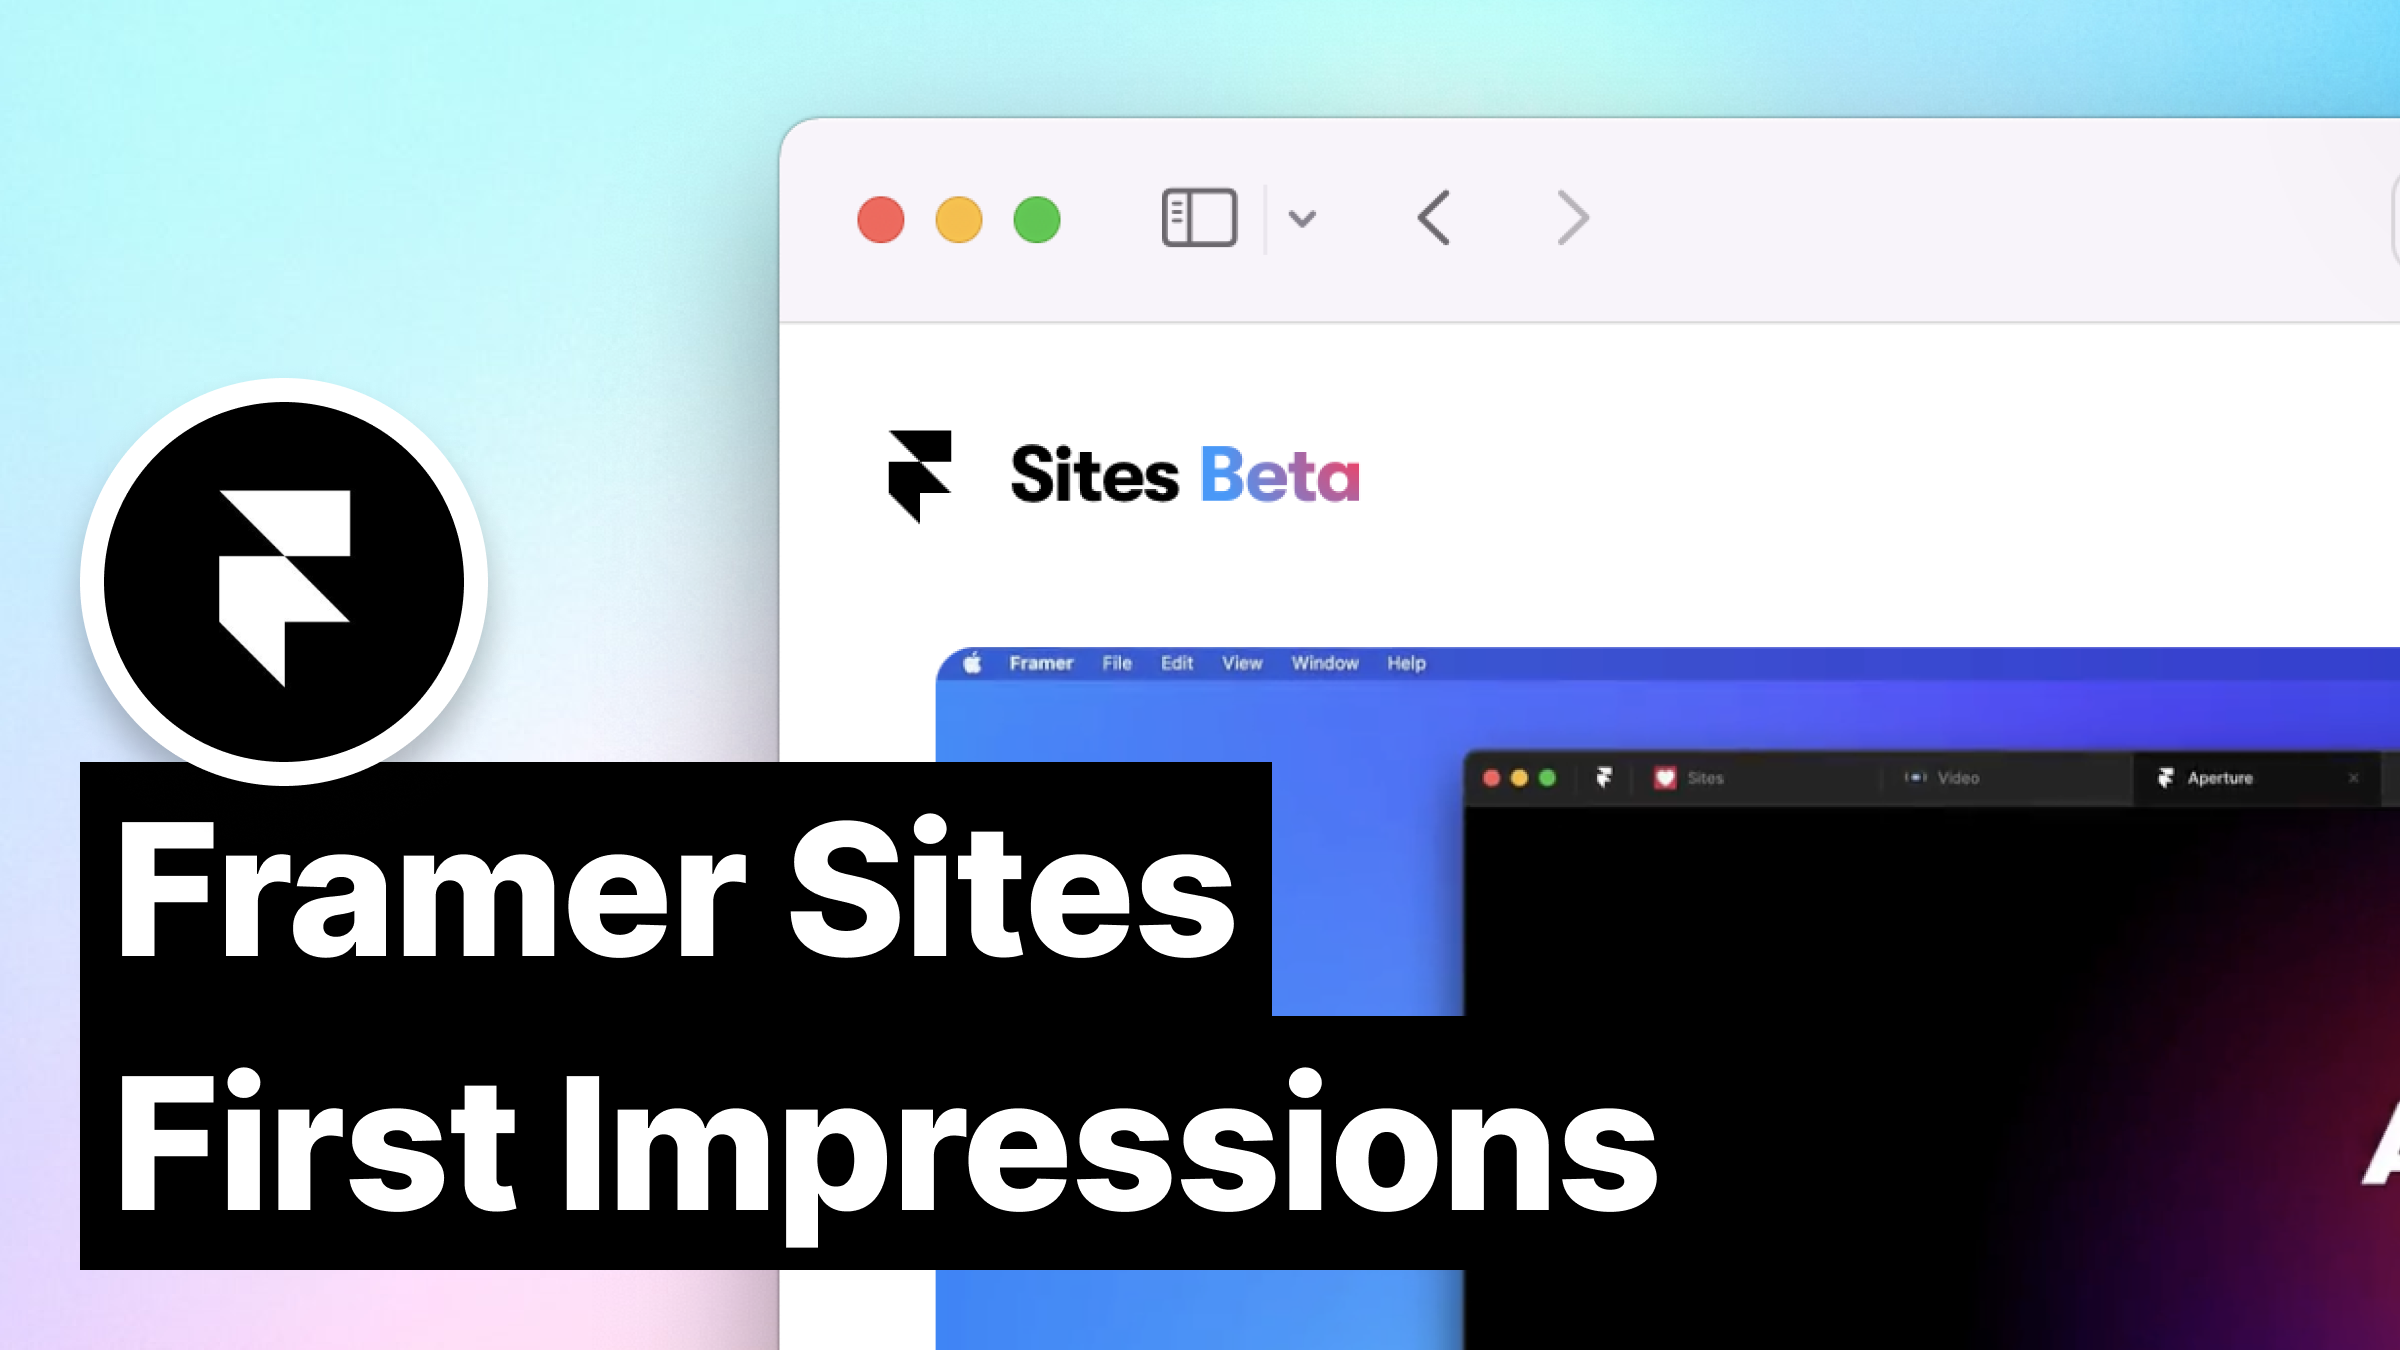 Sites Beta
Framer File Edit View Window Help
Sites Video Aperture
Framer Sites
First Impressions